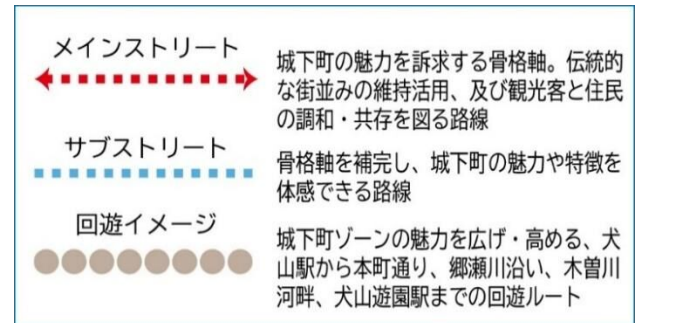 メインストリート
城下町の魅力を訴求する骨格軸。伝統的
な街並みの維持活用、及び観光客と住民
の調和・共存を図る路線
サブストリート
骨格軸を補完し、城下町の魅力や特徴を
体感できる路線
回遊イメージ
城下町ゾーンの魅力を広げ・高める、犬
山駅から本町通り、郷瀬川沿い、木曽川
河畔、犬山遊園駅までの回遊ルート